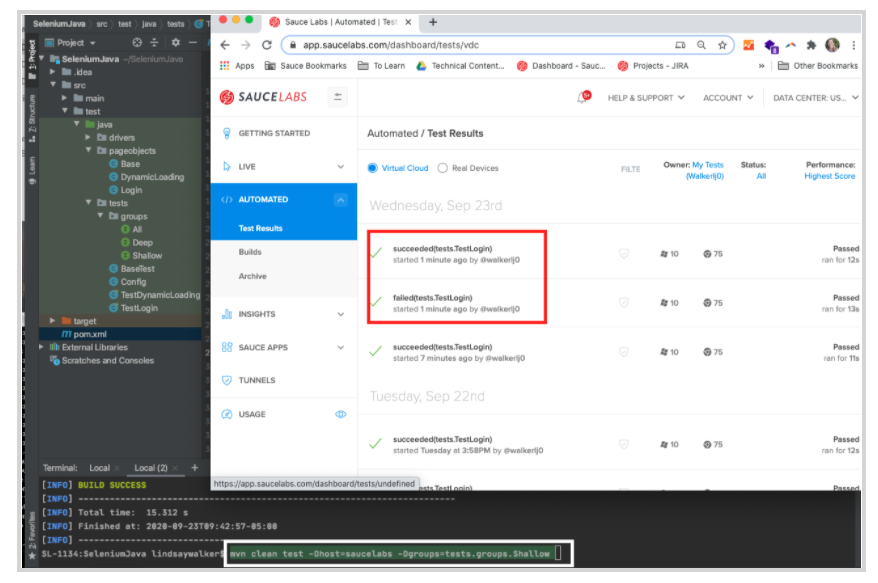 SeleniumJava src test java tests
Project
SeleniumJava ~/SeleniumJava
.idea
src
main
test
java
drivers
pageobjects
Base
DynamicLoading
Login
tests
groups
All
Deep
Shallow
BaseTest
Config
TestDynamicLoading
TestLogin
target
pom.xml
External Libraries
Scratches and Consoles
1: Project
Z: Structure
Learn
2: Favorites
Sauce Labs | Automated | Test
app.saucelabs.com/dashboard/tests/vdc
Apps Sauce Bookmarks To Learn Technical Content... Dashboard - Sauc... Projects - JIRA » Other Bookmarks
SAUCELABS
HELP & SUPPORT ACCOUNT DATA CENTER: US...
GETTING STARTED
LIVE
AUTOMATED
Test Results
Builds
Archive
INSIGHTS
SAUCE APPS
TUNNELS
USAGE
Automated / Test Results
Virtual Cloud Real Devices
FILTE
Owner: My Tests
(Walkerlj0)
Status:
All
Performance:
Highest Score
Wednesday, Sep 23rd
succeeded(tests.TestLogin)
started 1 minute ago by @walkerlj0
10 75
Passed
ran for 12s
failed(tests.TestLogin)
started 1 minute ago by @walkerlj0
10 75
Passed
ran for 13s
succeeded(tests.TestLogin)
started 7 minutes ago by @walkerlj0
10 75
Passed
ran for 11s
Tuesday, Sep 22nd
succeeded(tests.TestLogin)
started Tuesday at 3:58PM by @walkerlj0
10 75
Passed
ran for 12s
Passed
https://app.saucelabs.com/dashboard/tests/undefined
Terminal: Local × Local (2) × +
[INFO] BUILD SUCCESS
[INFO] ------------------------------------------------------------------------
[INFO] Total time: 15.312 s
[INFO] Finished at: 2020-09-23T09:42:57-05:00
[INFO] ------------------------------------------------------------------------
SL-1134:SeleniumJava lindsaywalker$ mvn clean test -Dhost=saucelabs -Dgroups=tests.groups.Shallow